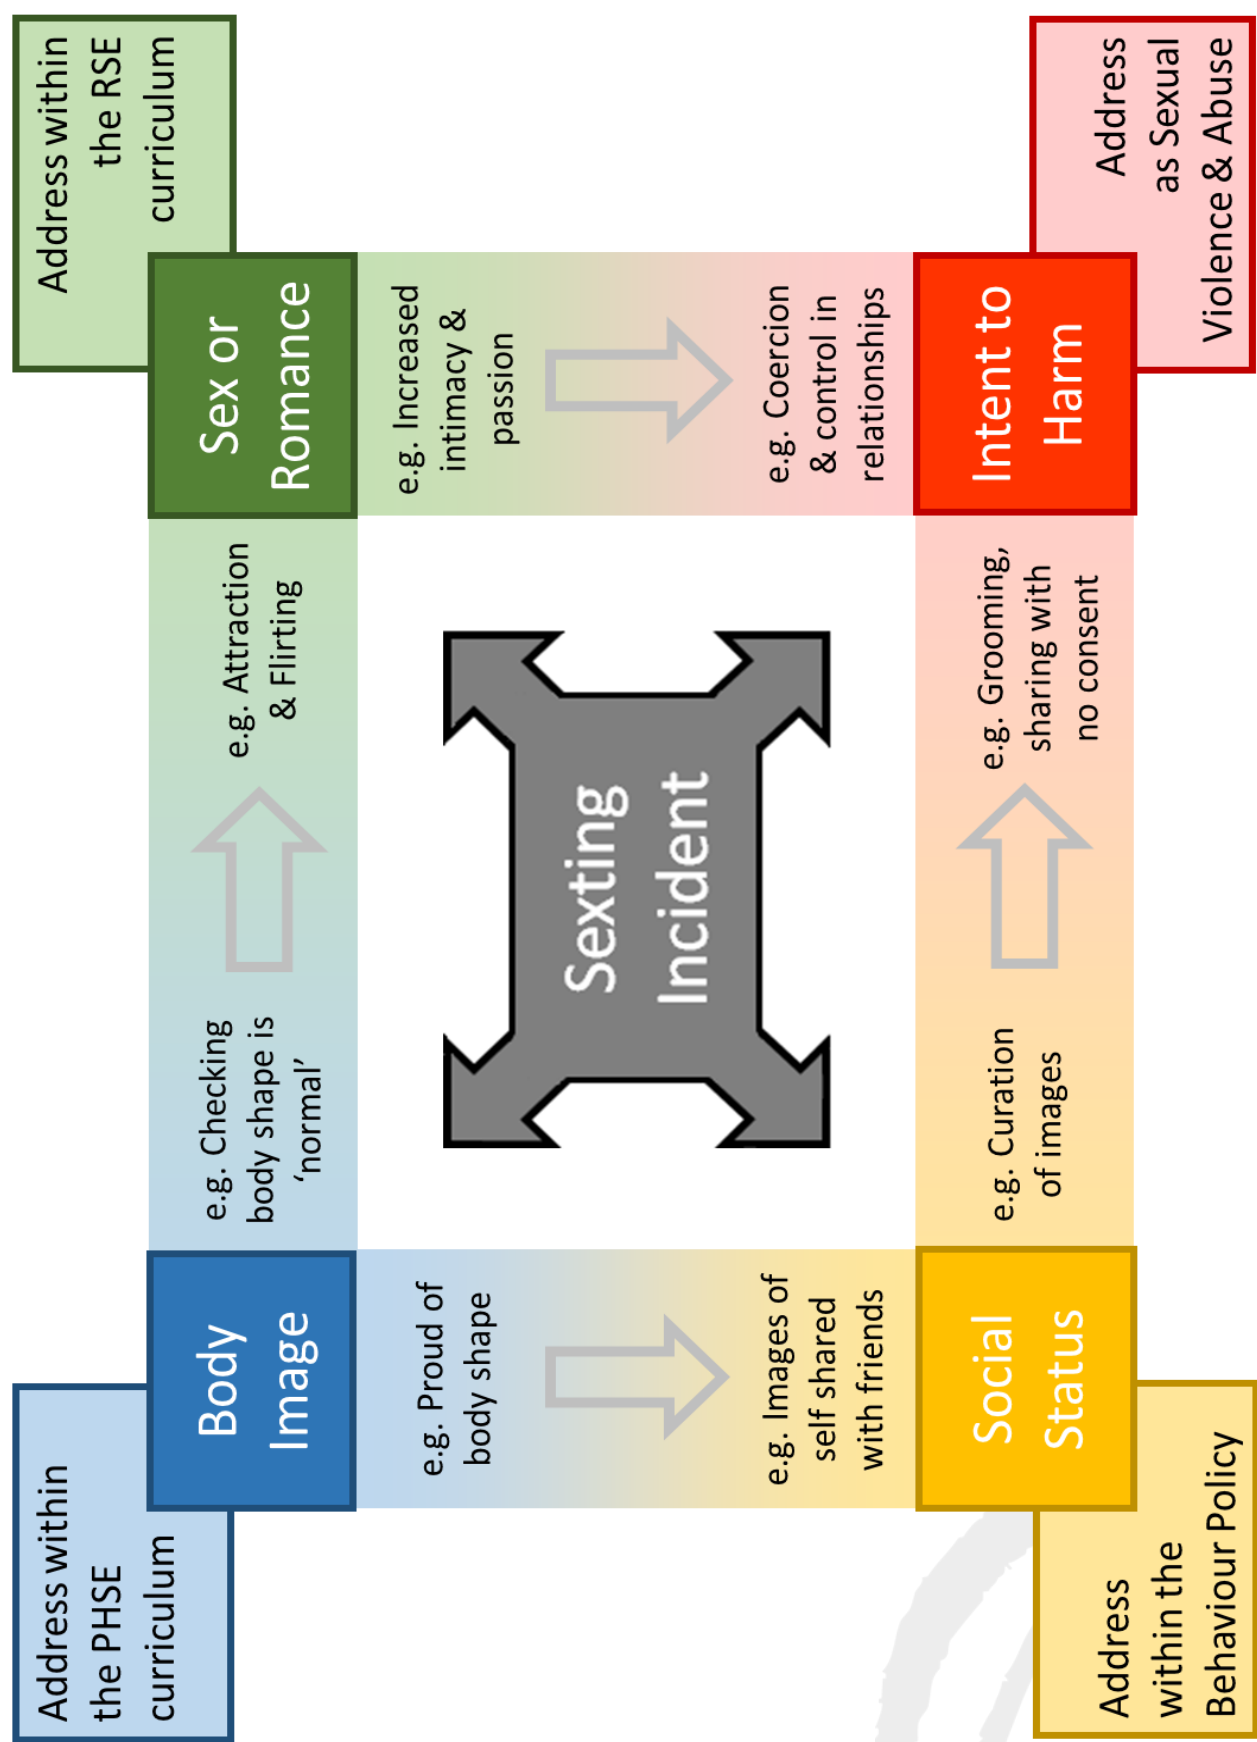 Address within
the PHSE
curriculum
Body
Image
e.g. Checking
body shape is
‘normal’
e.g. Attraction
& Flirting
Sex or
Romance
Address within
the RSE
curriculum
e.g. Proud of
body shape
e.g. Images of
self shared
with friends
Sexting
Incident
e.g. Increased
intimacy &
passion
e.g. Coercion
& control in
relationships
Social
Status
Address
within the
Behaviour Policy
e.g. Curation
of images
e.g. Grooming,
sharing with
no consent
Intent to
Harm
Address
as Sexual
Violence & Abuse